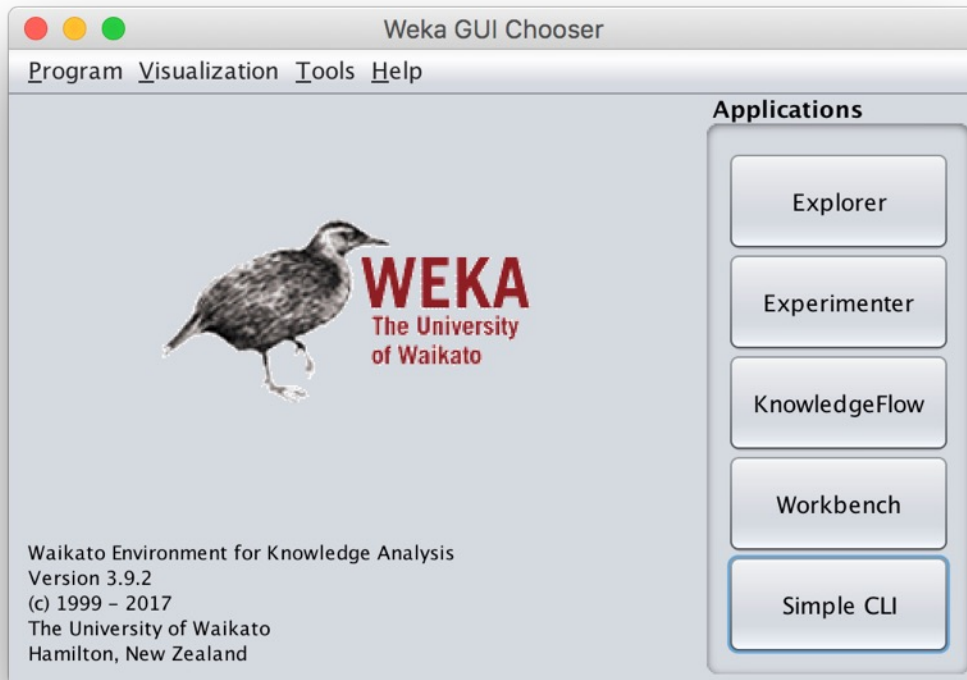 Weka GUI Chooser
Program Visualization Tools Help
Applications
Explorer
Experimenter
KnowledgeFlow
Workbench
Simple CLI
WEKA
The University
of Waikato
Waikato Environment for Knowledge Analysis
Version 3.9.2
(c) 1999 – 2017
The University of Waikato
Hamilton, New Zealand